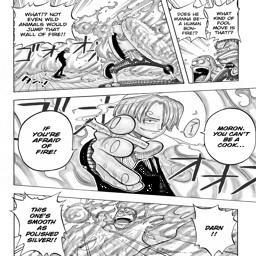 WHAT KIND OF FOOL MOVE IS THAT?
DOES HE WANNA BE--A HUMAN BON-FIRE?
WHAT!? NOT
EVEN WILD
ANIMALS WOULD
JUMP THAT
WALL OF FIRE!!
MORON.
YOU CAN'T
BE A
COOK...
IF
YOU'RE
AFRAID
OF
FIRE!
DARN!!
THIS
ONE'S
SMOOTH
AS
POLISHED
SILVER!!